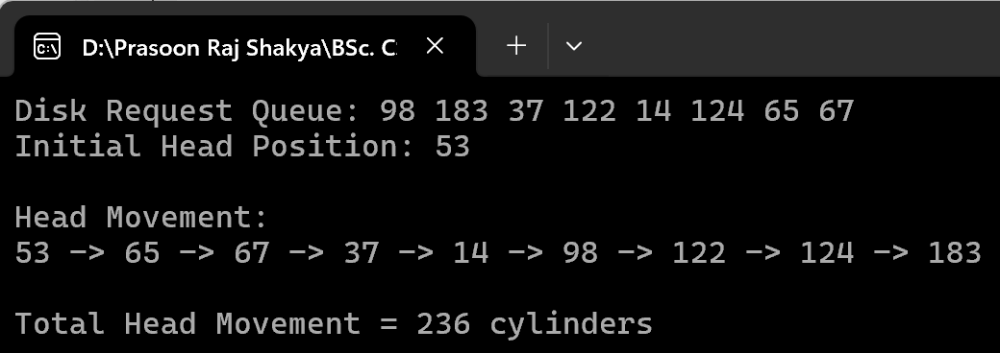 D:\Prasoon Raj Shakya\BSc. C
Disk Request Queue: 98 183 37 122 14 124 65 67
Initial Head Position: 53
Head Movement:
53 -> 65 -> 67 -> 37 -> 14 -> 98 -> 122 -> 124 -> 183
Total Head Movement = 236 cylinders